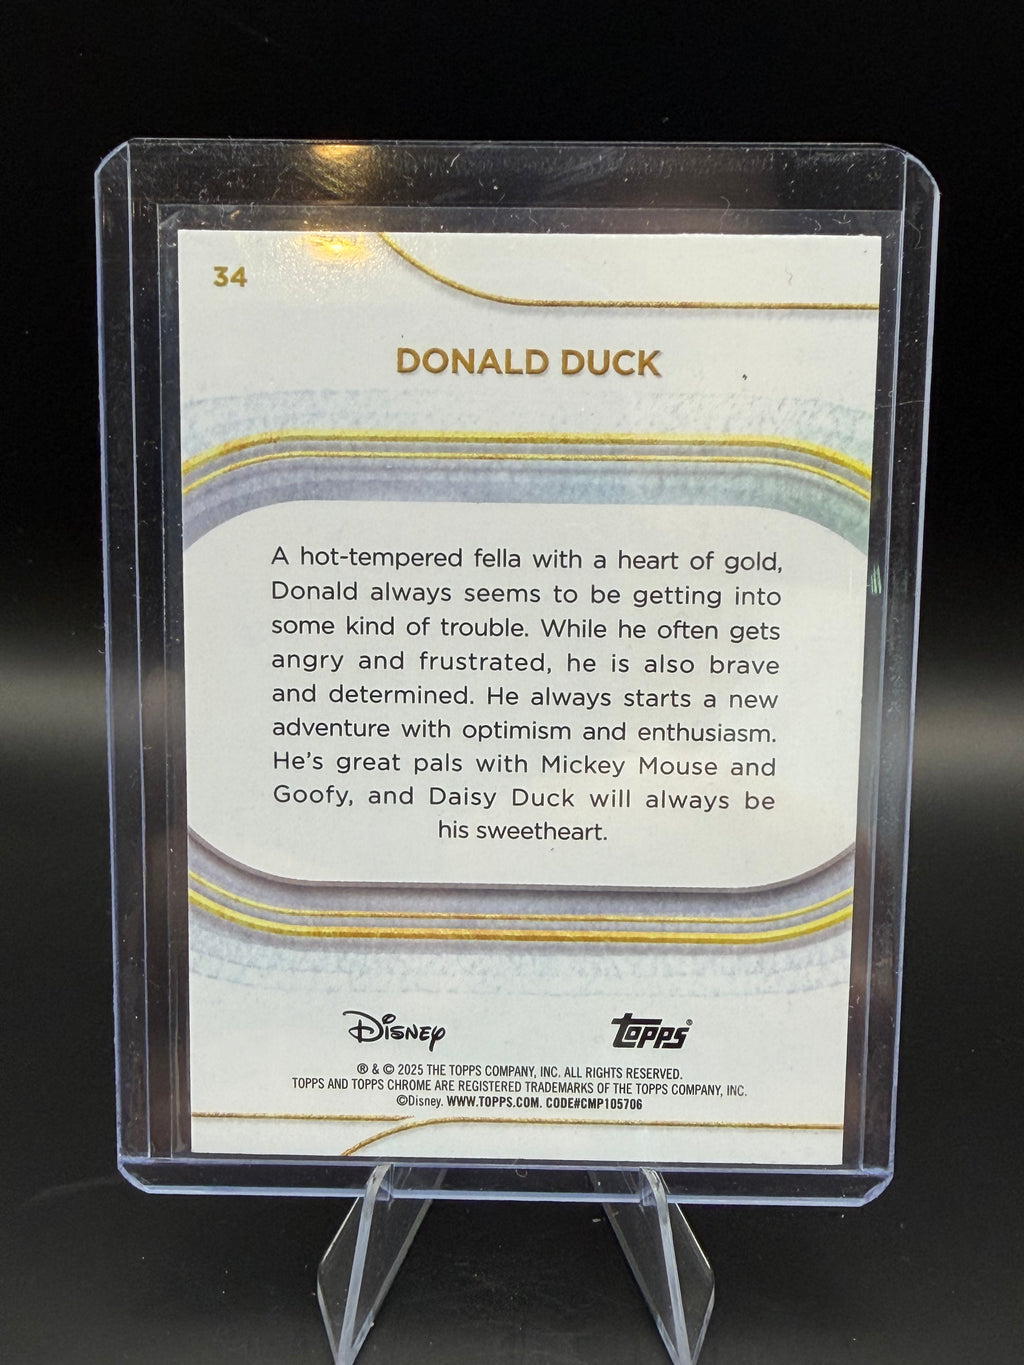 34
DONALD DUCK
A hot-tempered fella with a heart of gold,
Donald always seems to be getting into
some kind of trouble. While he often gets
angry and frustrated, he is also brave
and determined. He always starts a new
adventure with optimism and enthusiasm.
He's great pals with Mickey Mouse and
Goofy, and Daisy Duck will always be
his sweetheart.
Disney Topps®
® & © 2025 THE TOPPS COMPANY, INC. ALL RIGHTS RESERVED.
TOPPS AND TOPPS CHROME ARE REGISTERED TRADEMARKS OF THE TOPPS COMPANY, INC.
©Disney. WWW.TOPPS.COM. CODE#CMP105706